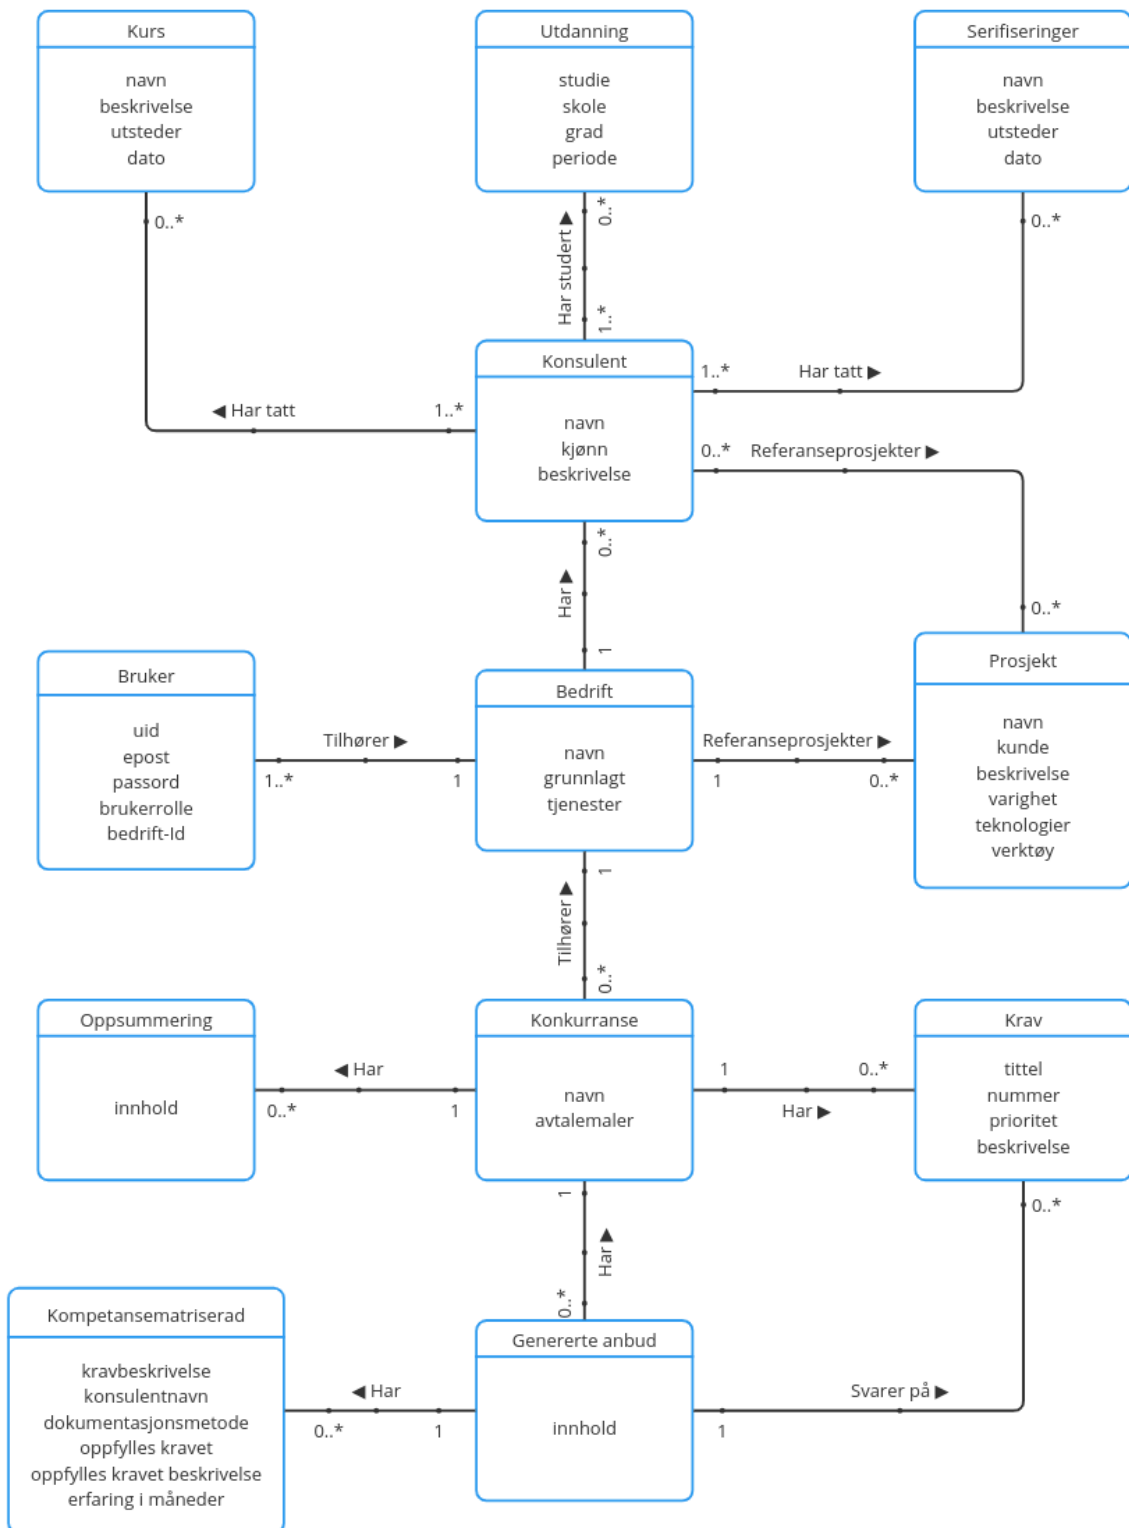 Kurs
navn
beskrivelse
utsteder
dato
Utdanning
studie
skole
grad
periode
Serifiseringer
navn
beskrivelse
utsteder
dato
0..*
0..*
Har studert ▶
1..*
0..*
Konsulent
navn
kjønn
beskrivelse
◀ Har tatt
1..*
1..*
Har tatt ▶
0..*
Referanseprosjekter ▶
0..*
0..*
Har ▶
1
Bruker
uid
epost
passord
brukerrolle
bedrift-Id
Tilhører ▶
1..*
1
Bedrift
navn
grunnlagt
tjenester
Referanseprosjekter ▶
1
0..*
Prosjekt
navn
kunde
beskrivelse
varighet
teknologier
verktøy
1
Tilhører ▶
0..*
Oppsummering
innhold
◀ Har
0..*
1
Konkurranse
navn
avtalemaler
1
0..*
Har ▶
Krav
tittel
nummer
prioritet
beskrivelse
1
Har ▶
0..*
0..*
Kompetansematriserad
kravbeskrivelse
konsulentnavn
dokumentasjonsmetode
oppfylles kravet
oppfylles kravet beskrivelse
erfaring i måneder
◀ Har
0..*
1
Genererte anbud
innhold
Svarer på ▶
1